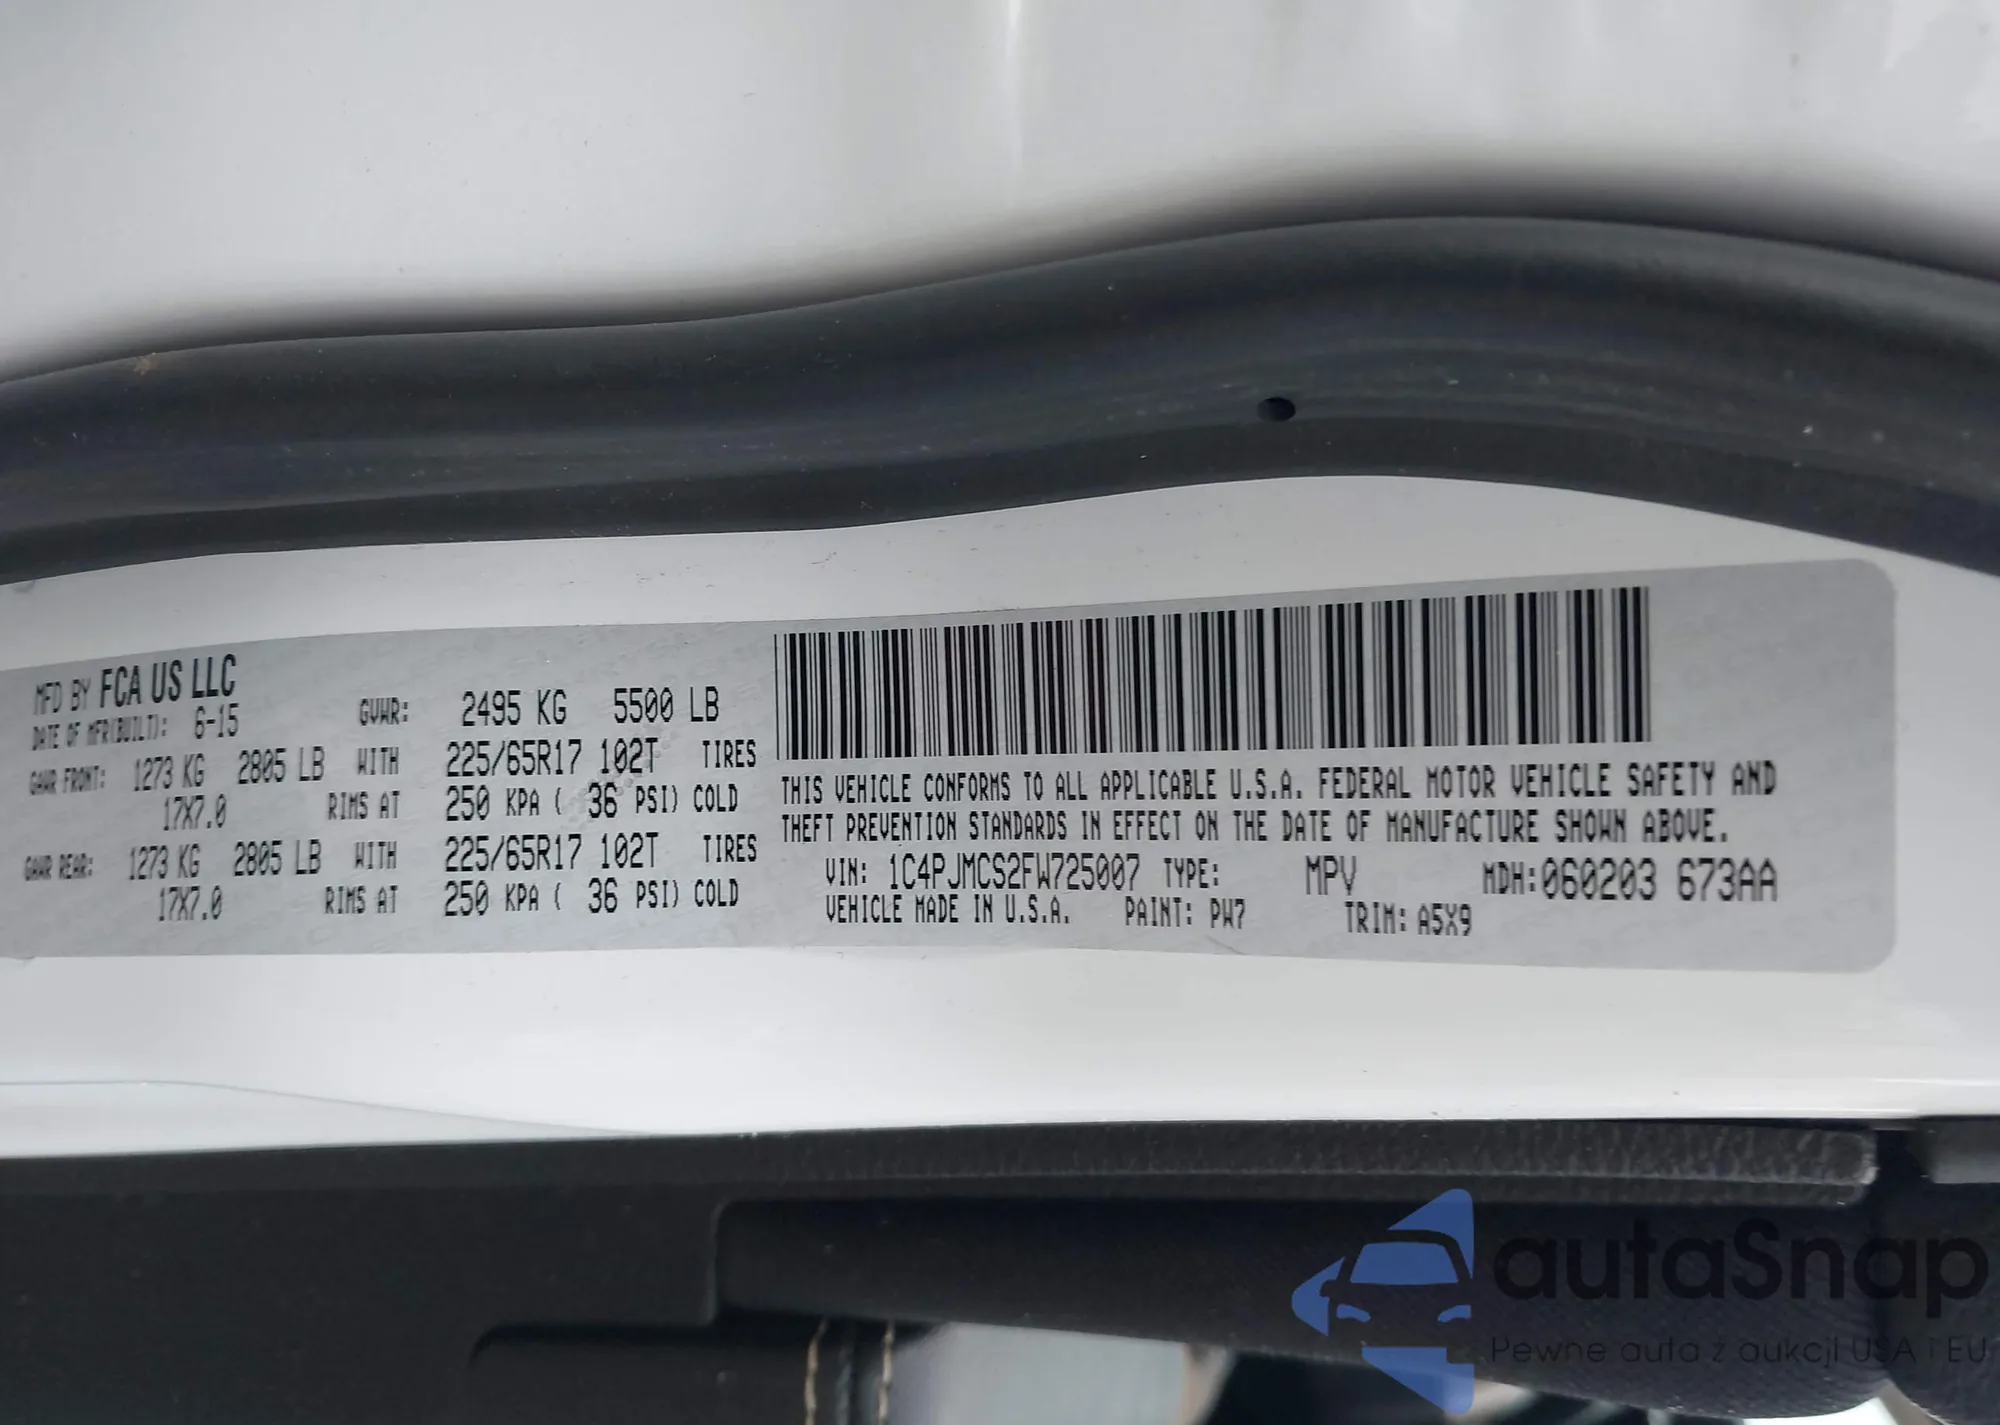 MFD BY FCA US LLC
DATE OF MFR(BUILT): 6-15 GVWR: 2495 KG 5500 LB
GAWR FRONT: 1273 KG 2805 LB WITH 225/65R17 102T TIRES
17X7.0 RIMS AT 250 KPA ( 36 PSI) COLD
GAWR REAR: 1273 KG 2805 LB WITH 225/65R17 102T TIRES
17X7.0 RIMS AT 250 KPA ( 36 PSI) COLD
THIS VEHICLE CONFORMS TO ALL APPLICABLE U.S.A. FEDERAL MOTOR VEHICLE SAFETY AND
THEFT PREVENTION STANDARDS IN EFFECT ON THE DATE OF MANUFACTURE SHOWN ABOVE.
VIN: 1C4PJMCS2FW725007 TYPE: MPV MDH:060203 673AA
VEHICLE MADE IN U.S.A. PAINT: PW7 TRIM: A5X9
autaSnap
Pewne auta z aukcji USA i EU